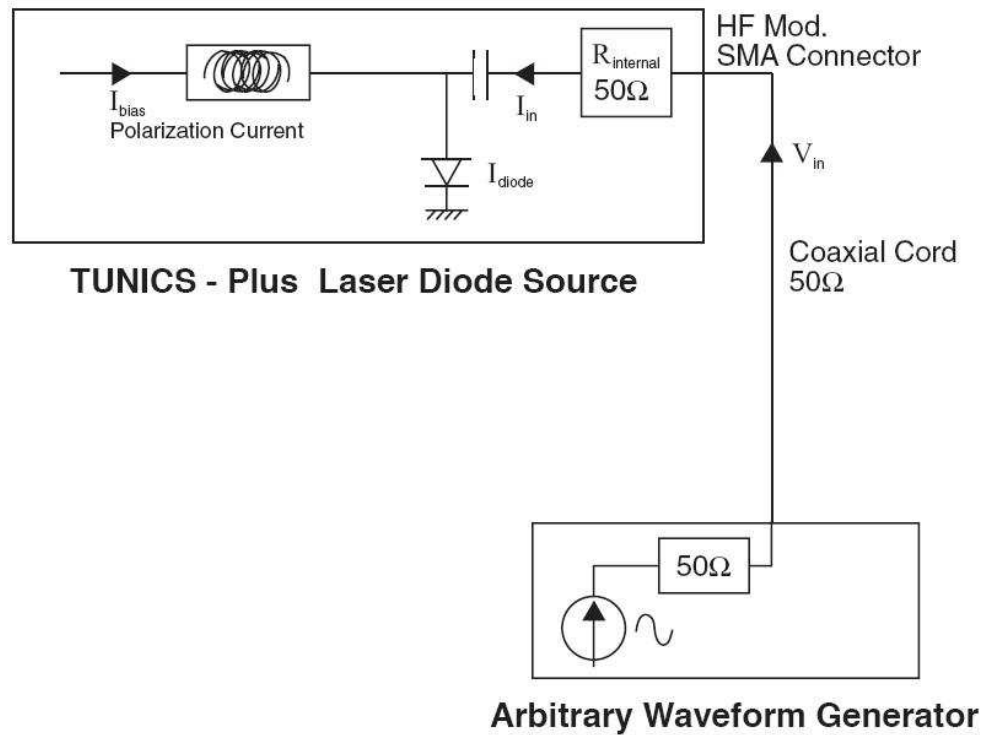 HF Mod.
SMA Connector
R internal
50Ω
I bias
Polarization Current
I in
I diode
V in
Coaxial Cord
50Ω
TUNICS - Plus Laser Diode Source
50Ω
Arbitrary Waveform Generator